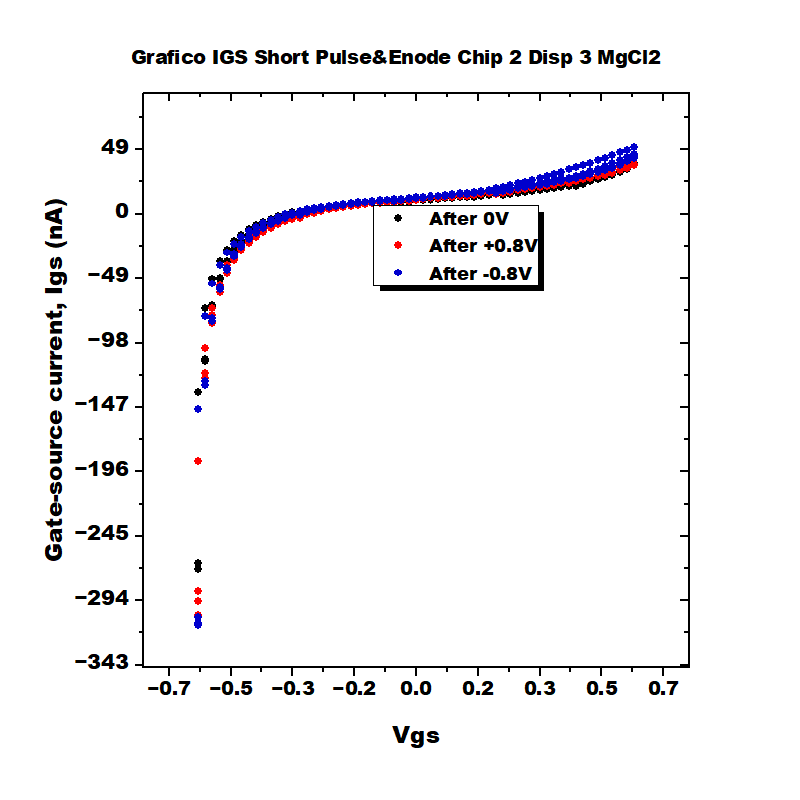 Grafico IGS Short Pulse&Enode Chip 2 Disp 3 MgCl2
Gate-source current, Igs (nA)
49
0
−49
−98
−147
−196
−245
−294
−343
After 0V
After +0.8V
After -0.8V
−0.7 −0.5 −0.3 −0.2 0.0 0.2 0.3 0.5 0.7
Vgs